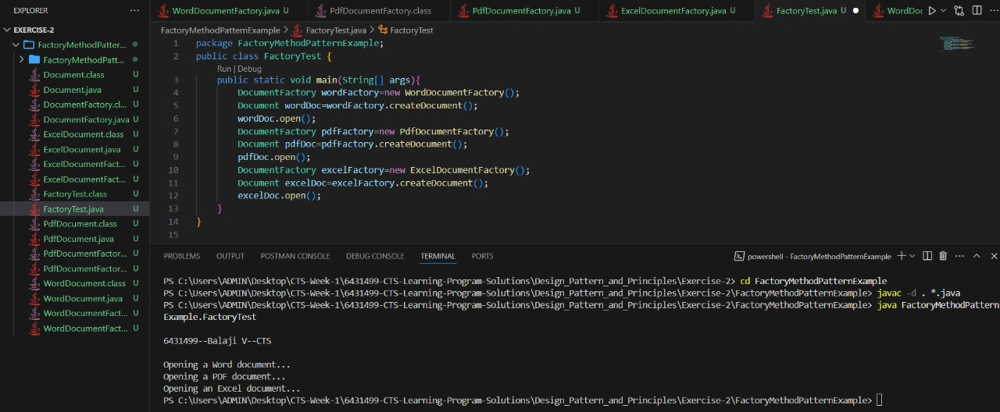 EXPLORER ...
WordDocumentFactory.java U
PdfDocumentFactory.class
PdfDocumentFactory.java U
ExcelDocumentFactory.java U
FactoryTest.java U
WordDoc
EXERCISE-2
FactoryMethodPatter...
FactoryMethodPatt...
Document.class U
Document.java U
DocumentFactory.cl... U
DocumentFactory.java U
ExcelDocument.class U
ExcelDocument.java U
ExcelDocumentFact... U
ExcelDocumentFact... U
FactoryTest.class U
FactoryTest.java U
PdfDocument.class U
PdfDocument.java U
PdfDocumentFactor... U
PdfDocumentFactor... U
WordDocument.class U
WordDocument.java U
WordDocumentFact... U
WordDocumentFact... U
FactoryMethodPatternExample > FactoryTest.java > FactoryTest
1 package FactoryMethodPatternExample;
2 public class FactoryTest {
Run | Debug
3 public static void main(String[] args){
4 DocumentFactory wordFactory=new WordDocumentFactory();
5 Document wordDoc=wordFactory.createDocument();
6 wordDoc.open();
7 DocumentFactory pdfFactory=new PdfDocumentFactory();
8 Document pdfDoc=pdfFactory.createDocument();
9 pdfDoc.open();
10 DocumentFactory excelFactory=new ExcelDocumentFactory();
11 Document excelDoc=excelFactory.createDocument();
12 excelDoc.open();
13 }
14 }
15
PROBLEMS OUTPUT POSTMAN CONSOLE DEBUG CONSOLE TERMINAL PORTS
powershell - FactoryMethodPatternExample
PS C:\Users\ADMIN\Desktop\CTS-Week-1\6431499-CTS-Learning-Program-Solutions\Design_Pattern_and_Principles\Exercise-2> cd FactoryMethodPatternExample
PS C:\Users\ADMIN\Desktop\CTS-Week-1\6431499-CTS-Learning-Program-Solutions\Design_Pattern_and_Principles\Exercise-2\FactoryMethodPatternExample> javac -d . *.java
PS C:\Users\ADMIN\Desktop\CTS-Week-1\6431499-CTS-Learning-Program-Solutions\Design_Pattern_and_Principles\Exercise-2\FactoryMethodPatternExample> java FactoryMethodPattern
Example.FactoryTest
6431499--Balaji V--CTS
Opening a Word document...
Opening a PDF document...
Opening an Excel document...
PS C:\Users\ADMIN\Desktop\CTS-Week-1\6431499-CTS-Learning-Program-Solutions\Design_Pattern_and_Principles\Exercise-2\FactoryMethodPatternExample>